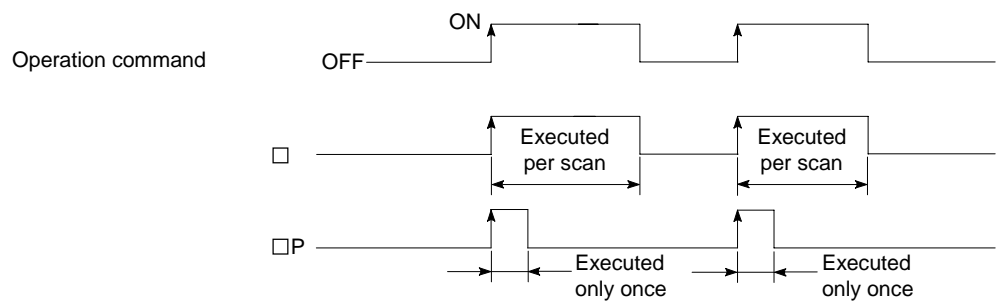 ON
Operation command OFF
□ Executed per scan Executed per scan
□P Executed only once Executed only once